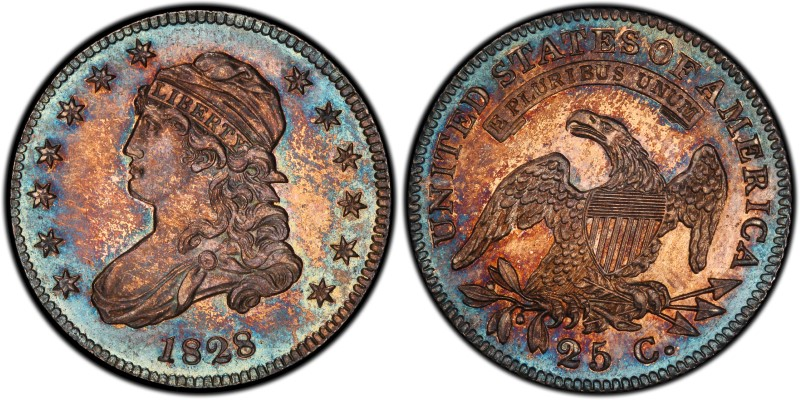 LIBERTY
1828
UNITED STATES OF AMERICA
E PLURIBUS UNUM
25 C.